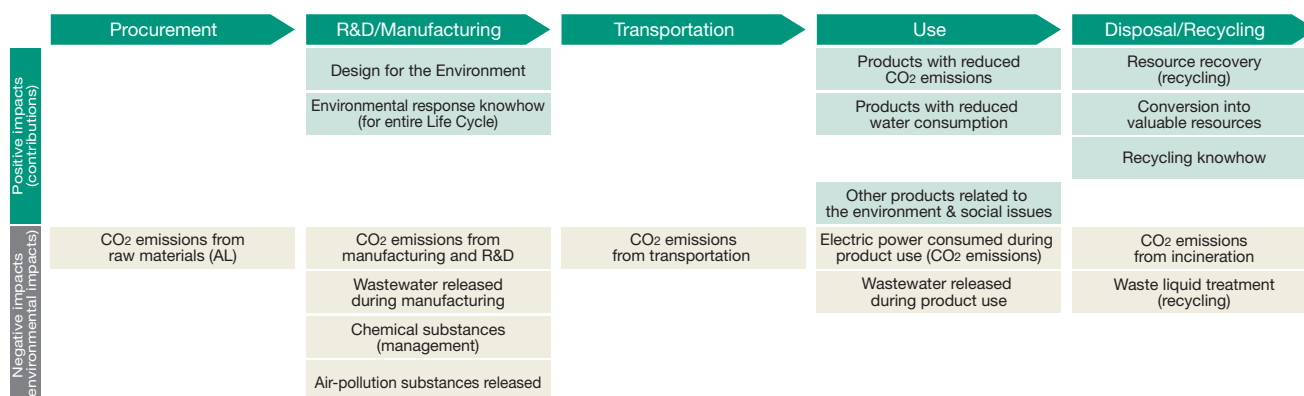 Procurement
R&D/Manufacturing
Transportation
Use
Disposal/Recycling
Positive impacts
(contributions)
Design for the Environment
Environmental response knowhow
(for entire Life Cycle)
Products with reduced
CO2 emissions
Products with reduced
water consumption
Other products related to
the environment & social issues
Resource recovery
(recycling)
Conversion into
valuable resources
Recycling knowhow
Negative impacts
(environmental impacts)
CO2 emissions from
raw materials (AL)
CO2 emissions from
manufacturing and R&D
Wastewater released
during manufacturing
Chemical substances
(management)
Air-pollution substances released
CO2 emissions
from transportation
Electric power consumed during
product use (CO2 emissions)
Wastewater released
during product use
CO2 emissions
from incineration
Waste liquid treatment
(recycling)